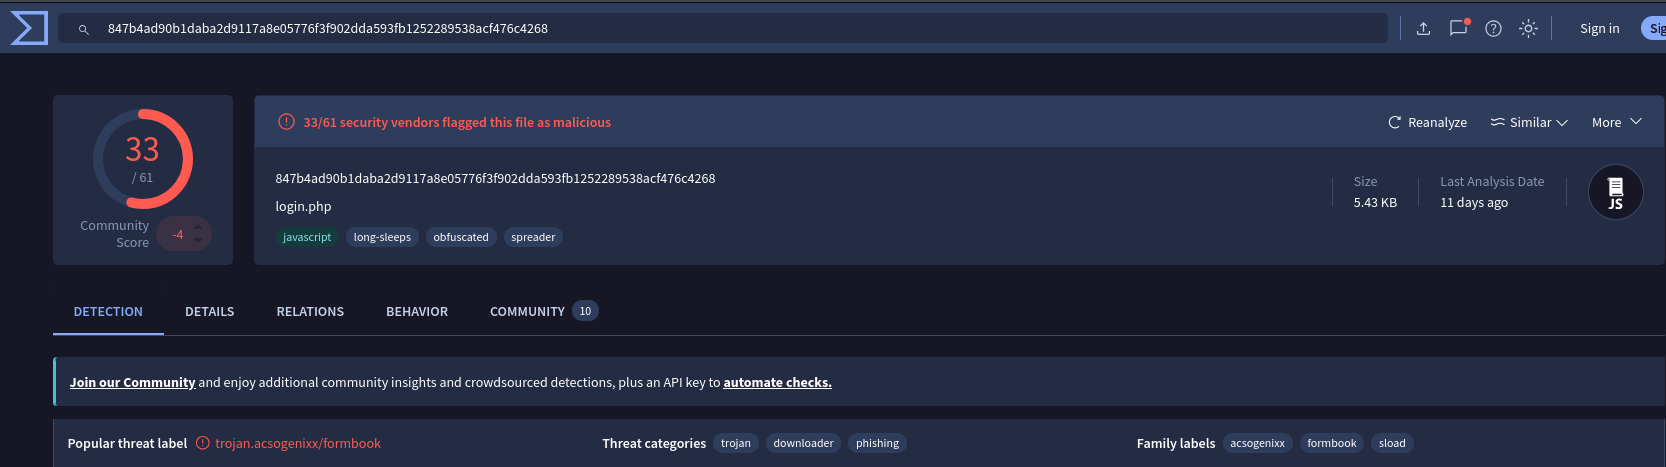 847b4ad90b1daba2d9117a8e05776f3f902dda593fb1252289538acf476c4268
Sign in
Sig
33
/ 61
Community
Score
-4
33/61 security vendors flagged this file as malicious
Reanalyze
Similar
More
847b4ad90b1daba2d9117a8e05776f3f902dda593fb1252289538acf476c4268
login.php
javascript long-sleeps obfuscated spreader
Size
5.43 KB
Last Analysis Date
11 days ago
JS
DETECTION DETAILS RELATIONS BEHAVIOR COMMUNITY 10
Join our Community and enjoy additional community insights and crowdsourced detections, plus an API key to automate checks.
Popular threat label trojan.acsogenixx/formbook Threat categories trojan downloader phishing Family labels acsogenixx formbook sload